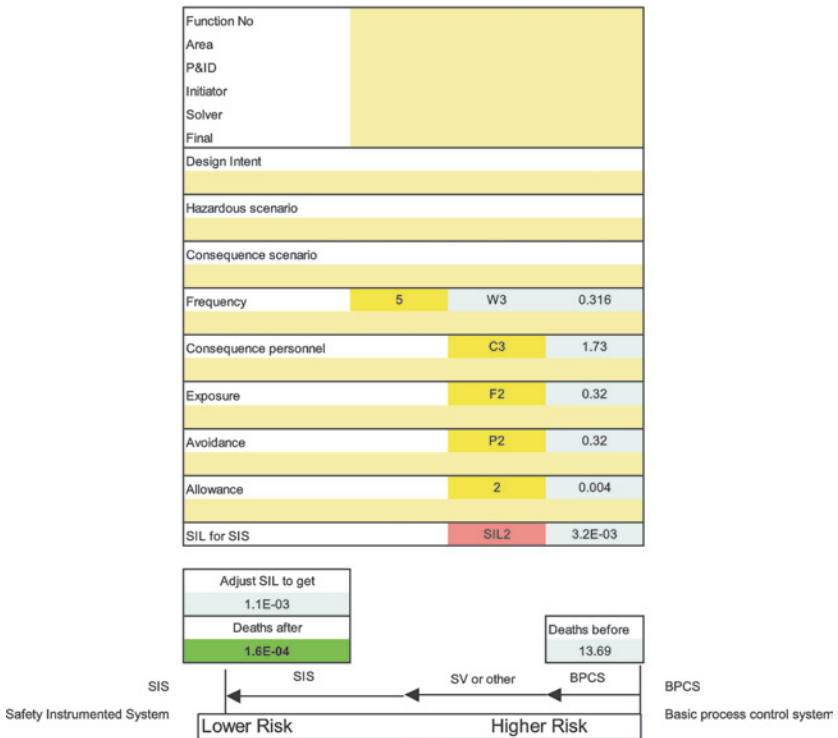 Function No
Area
P&ID
Initiator
Solver
Final
Design Intent
Hazardous scenario
Consequence scenario
Frequency 5 W3 0.316
Consequence personnel C3 1.73
Exposure F2 0.32
Avoidance P2 0.32
Allowance 2 0.004
SIL for SIS SIL2 3.2E-03
Adjust SIL to get
1.1E-03
Deaths after Deaths before
1.6E-04 13.69
SIS SIS SV or other BPCS BPCS
Safety Instrumented System Lower Risk Higher Risk Basic process control system